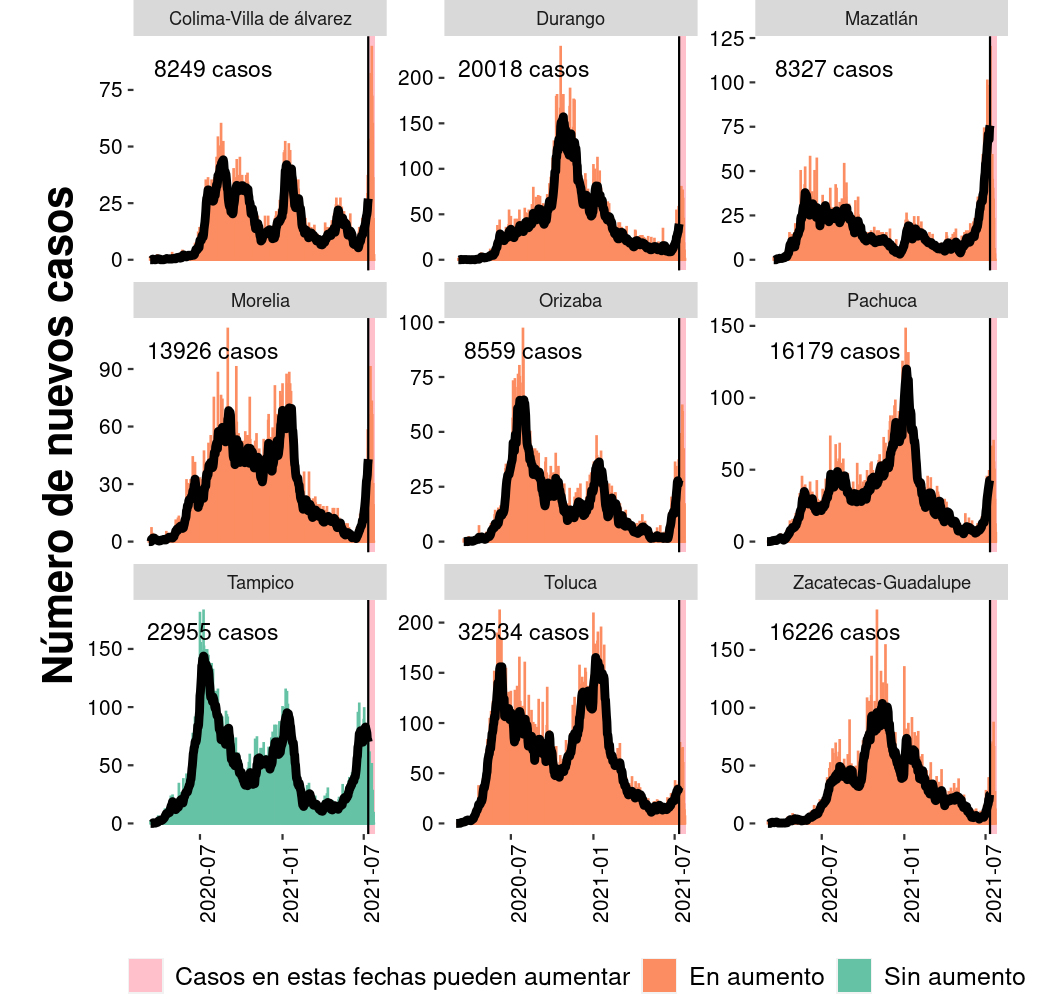 Número de nuevos casos
Colima-Villa de álvarez
8249 casos
75
50
25
0
Durango
20018 casos
200
150
100
50
0
Mazatlán
8327 casos
125
100
75
50
25
0
Morelia
13926 casos
90
60
30
0
Orizaba
8559 casos
100
75
50
25
0
Pachuca
16179 casos
150
100
50
0
Tampico
22955 casos
150
100
50
0
2020-07
2021-01
2021-07
Toluca
32534 casos
200
150
100
50
0
2020-07
2021-01
2021-07
Zacatecas-Guadalupe
16226 casos
150
100
50
0
2020-07
2021-01
2021-07
Casos en estas fechas pueden aumentar
En aumento
Sin aumento